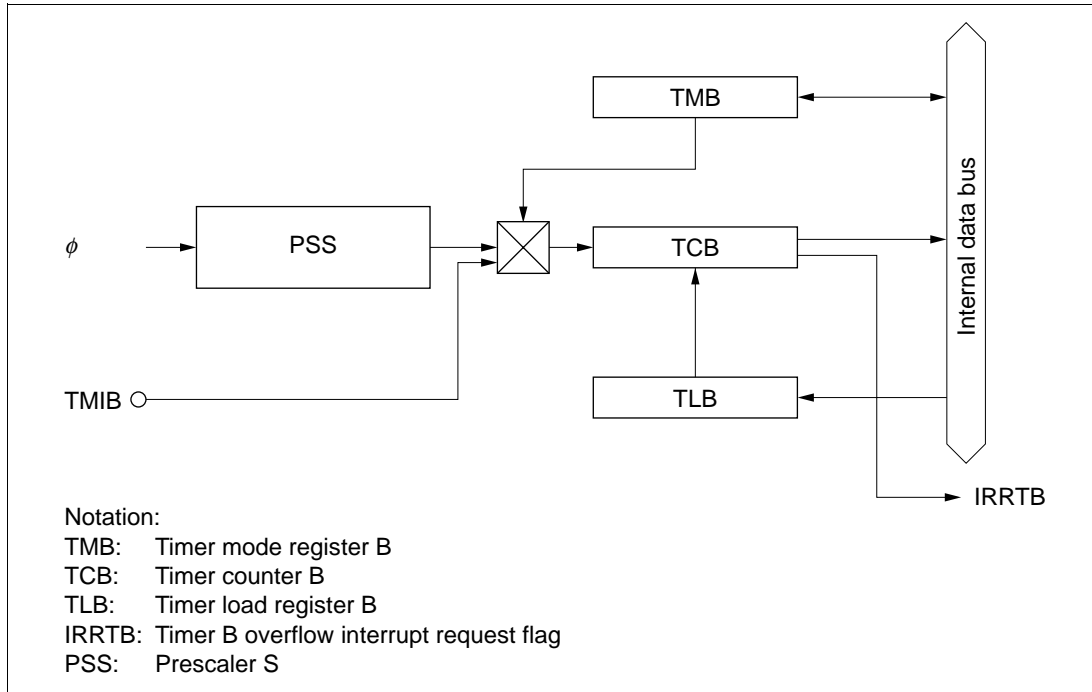 TMB
ϕ
PSS
TCB
Internal data bus
TMIB
TLB
IRRTB
Notation:
TMB: Timer mode register B
TCB: Timer counter B
TLB: Timer load register B
IRRTB: Timer B overflow interrupt request flag
PSS: Prescaler S